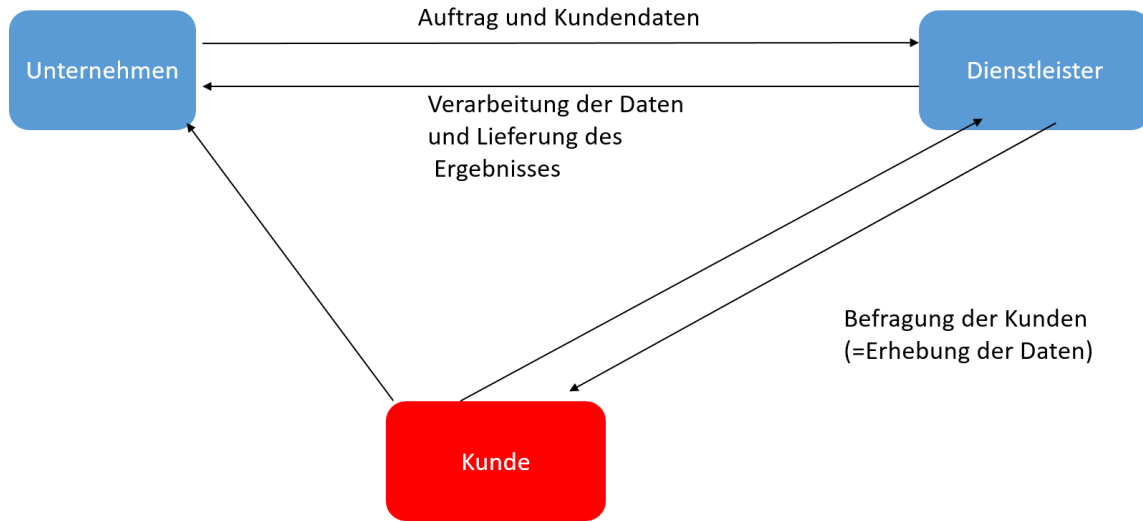 Auftrag und Kundendaten
Unternehmen
Dienstleister
Verarbeitung der Daten
und Lieferung des
Ergebnisses
Befragung der Kunden
(=Erhebung der Daten)
Kunde